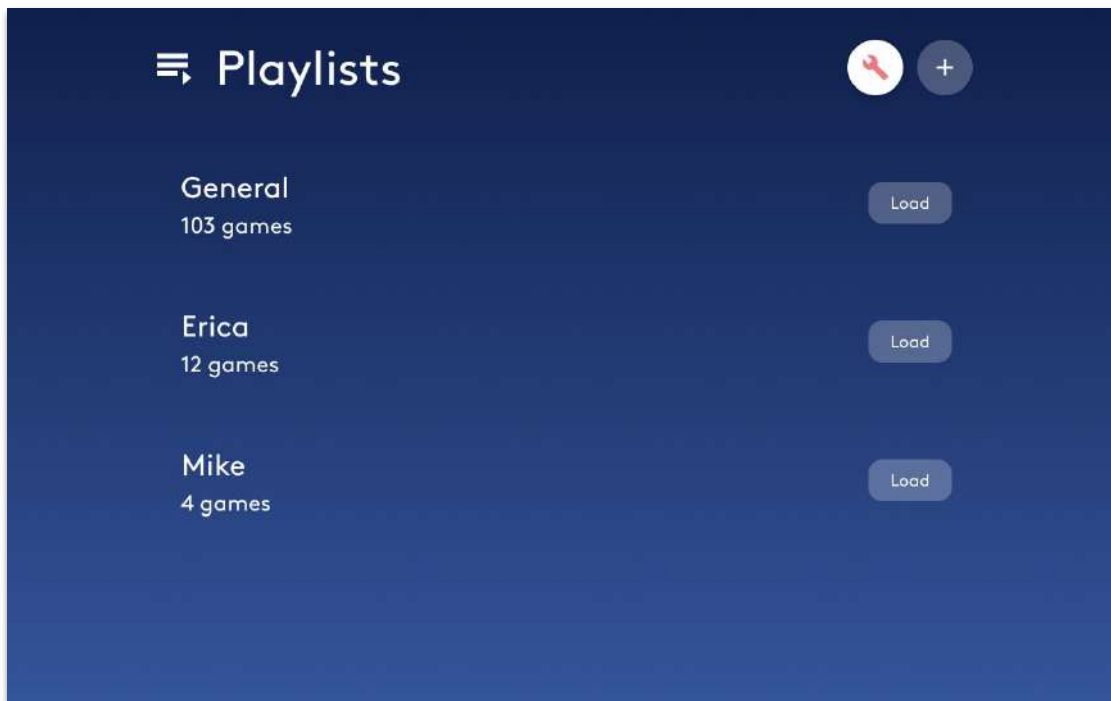 Playlists
+
General
103 games
Load
Erica
12 games
Load
Mike
4 games
Load